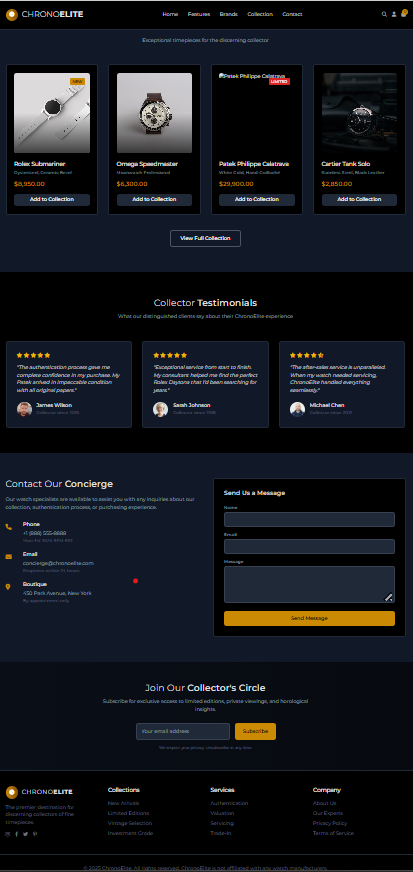 CHRONOELITE
Home Features Brands Collection Contact
Exceptional timepieces for the discerning collector
NEW
Patek Philippe Calatrava
LIMITED
Rolex Submariner
Oystersteel, Ceramic Bezel
$8,950.00
Add to Collection
Omega Speedmaster
Moonwatch Professional
$6,300.00
Add to Collection
Patek Philippe Calatrava
White Gold, Hand-Guilloché
$29,900.00
Add to Collection
Cartier Tank Solo
Stainless Steel, Black Leather
$2,850.00
Add to Collection
View Full Collection
Collector Testimonials
What our distinguished clients say about their ChronoElite experience
"The authentication process gave me
complete confidence in my purchase. My
Patek arrived in impeccable condition
with all original papers."
James Wilson
"Exceptional service from start to finish.
My consultant helped me find the perfect
Rolex Daytona that I'd been searching for
years."
Sarah Johnson
"The after-sales service is unparalleled.
When my watch needed servicing,
ChronoElite handled everything
seamlessly."
Michael Chen
Contact Our Concierge
Our watch specialists are available to assist you with any inquiries about our
collection, authentication process, or purchasing experience.
Phone
+1 (888) 555-8888
Email
concierge@chronoelite.com
Response within 24 hours
Boutique
450 Park Avenue, New York
By appointment only
Send Us a Message
Name
Email
Message
Send Message
Join Our Collector's Circle
Subscribe for exclusive access to limited editions, private viewings, and horological
insights.
Your email address
Subscribe
We respect your privacy. Unsubscribe at any time.
CHRONOELITE
The premier destination for
discerning collectors of fine
timepieces.
Collections
New Arrivals
Limited Editions
Vintage Selection
Investment Grade
Services
Authentication
Valuation
Servicing
Trade-In
Company
About Us
Our Experts
Privacy Policy
Terms of Service
© 2025 ChronoElite. All rights reserved. ChronoElite is not affiliated with any watch manufacturers.